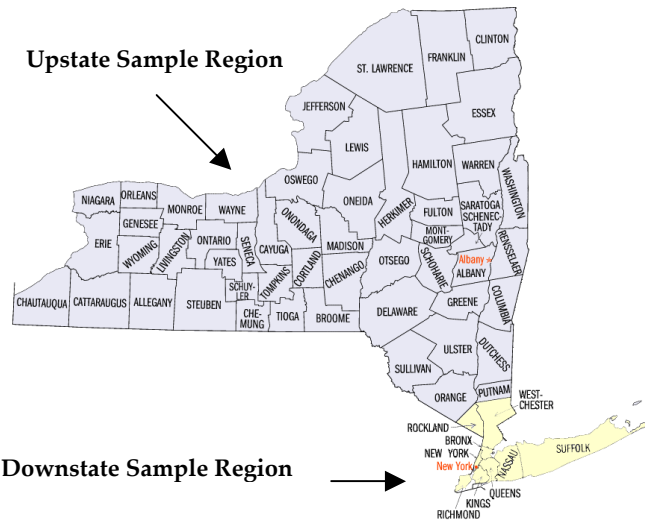 CLINTON
FRANKLIN
ST. LAWRENCE
Upstate Sample Region
ESSEX
JEFFERSON
LEWIS
HAMILTON
WARREN
WASHINGTON
OSWEGO
ONEIDA
HERKIMER
NIAGARA
ORLEANS
MONROE
WAYNE
FULTON
SARATOGA
SCHENEC-
TADY
GENESEE
ONONDAGA
MONT-
GOMERY
ERIE
WYOMING
LIVINGSTON
ONTARIO
SENECA
CAYUGA
MADISON
RENSSELAER
YATES
CORTLAND
OTSEGO
SCHOHARIE
Albany
ALBANY
CHENANGO
SCHUY-
LER
TOMPKINS
CHAUTAUQUA
CATTARAUGUS
ALLEGANY
STEUBEN
CHE-
MUNG
TIOGA
BROOME
DELAWARE
GREENE
COLUMBIA
ULSTER
DUTCHESS
SULLIVAN
ORANGE
PUTNAM
WEST-
CHESTER
ROCKLAND
BRONX
NEW YORK
New York
NASSAU
SUFFOLK
Downstate Sample Region
QUEENS
KINGS
RICHMOND